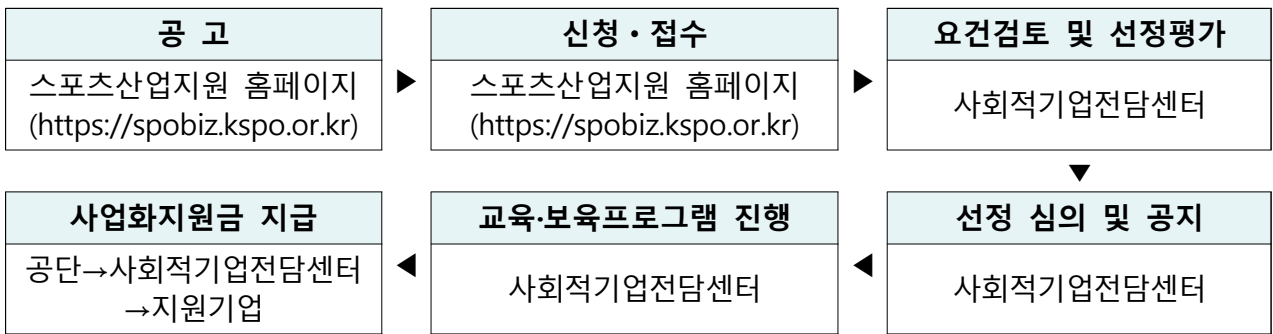 공 고
스포츠산업지원 홈페이지
(https://spobiz.kspo.or.kr)
▶
신청·접수
스포츠산업지원 홈페이지
(https://spobiz.kspo.or.kr)
▶
요건검토 및 선정평가
사회적기업전담센터
▼
선정 심의 및 공지
사회적기업전담센터
◀
교육·보육프로그램 진행
사회적기업전담센터
◀
사업화지원금 지급
공단→사회적기업전담센터
→지원기업